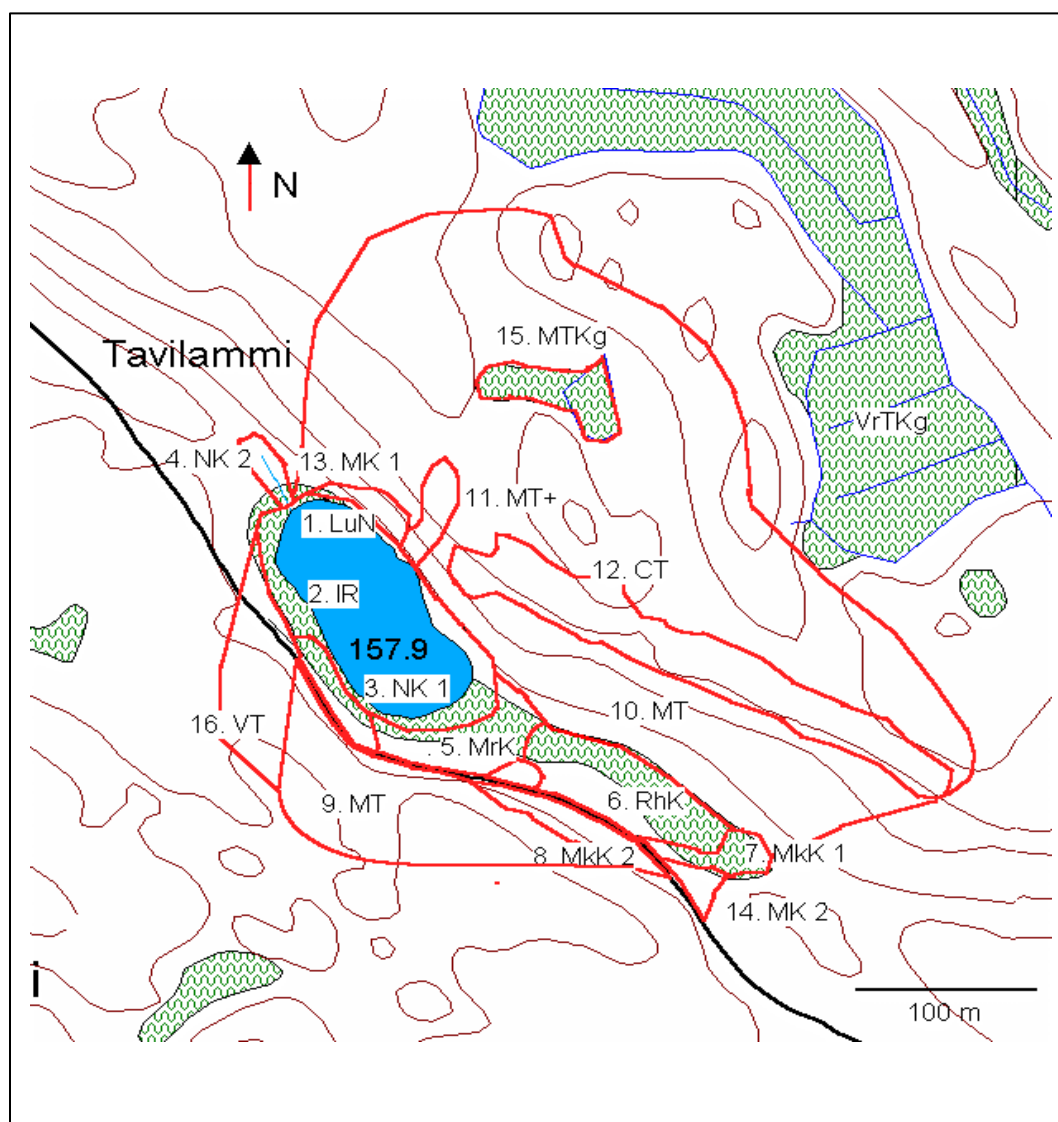 N
15. MTKg
Tavilammi
VrTKg
4. NK 2
13. MK 1
11. MT+
1. LuN
12. CT
2. IR
157.9
3. NK 1
10. MT
16. VT
5. MrK
9. MT
6. RhK
8. MkK 2
7. MkK 1
14. MK 2
i
100 m